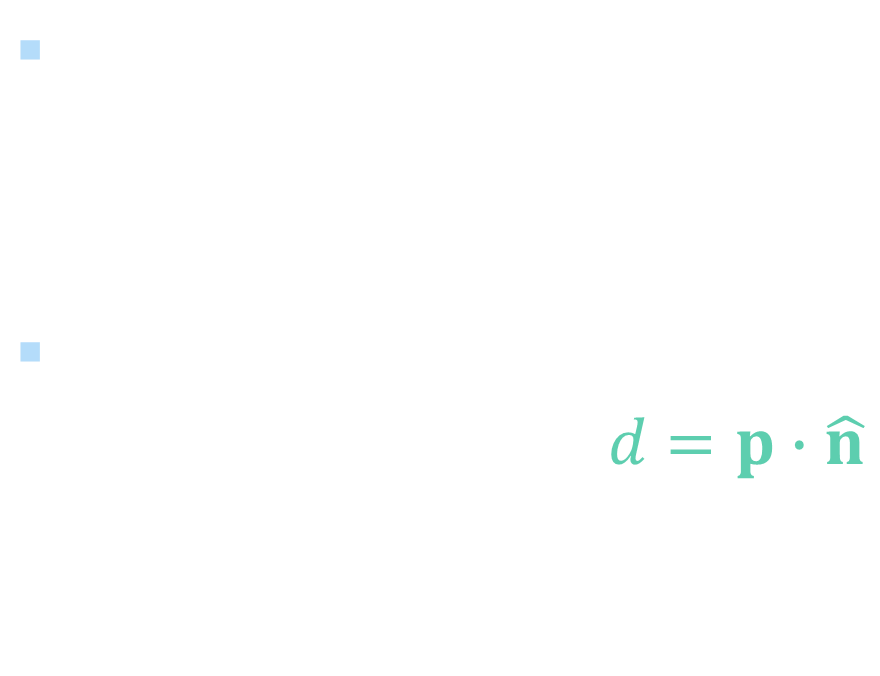 d = 𝐩 · 𝐧̂